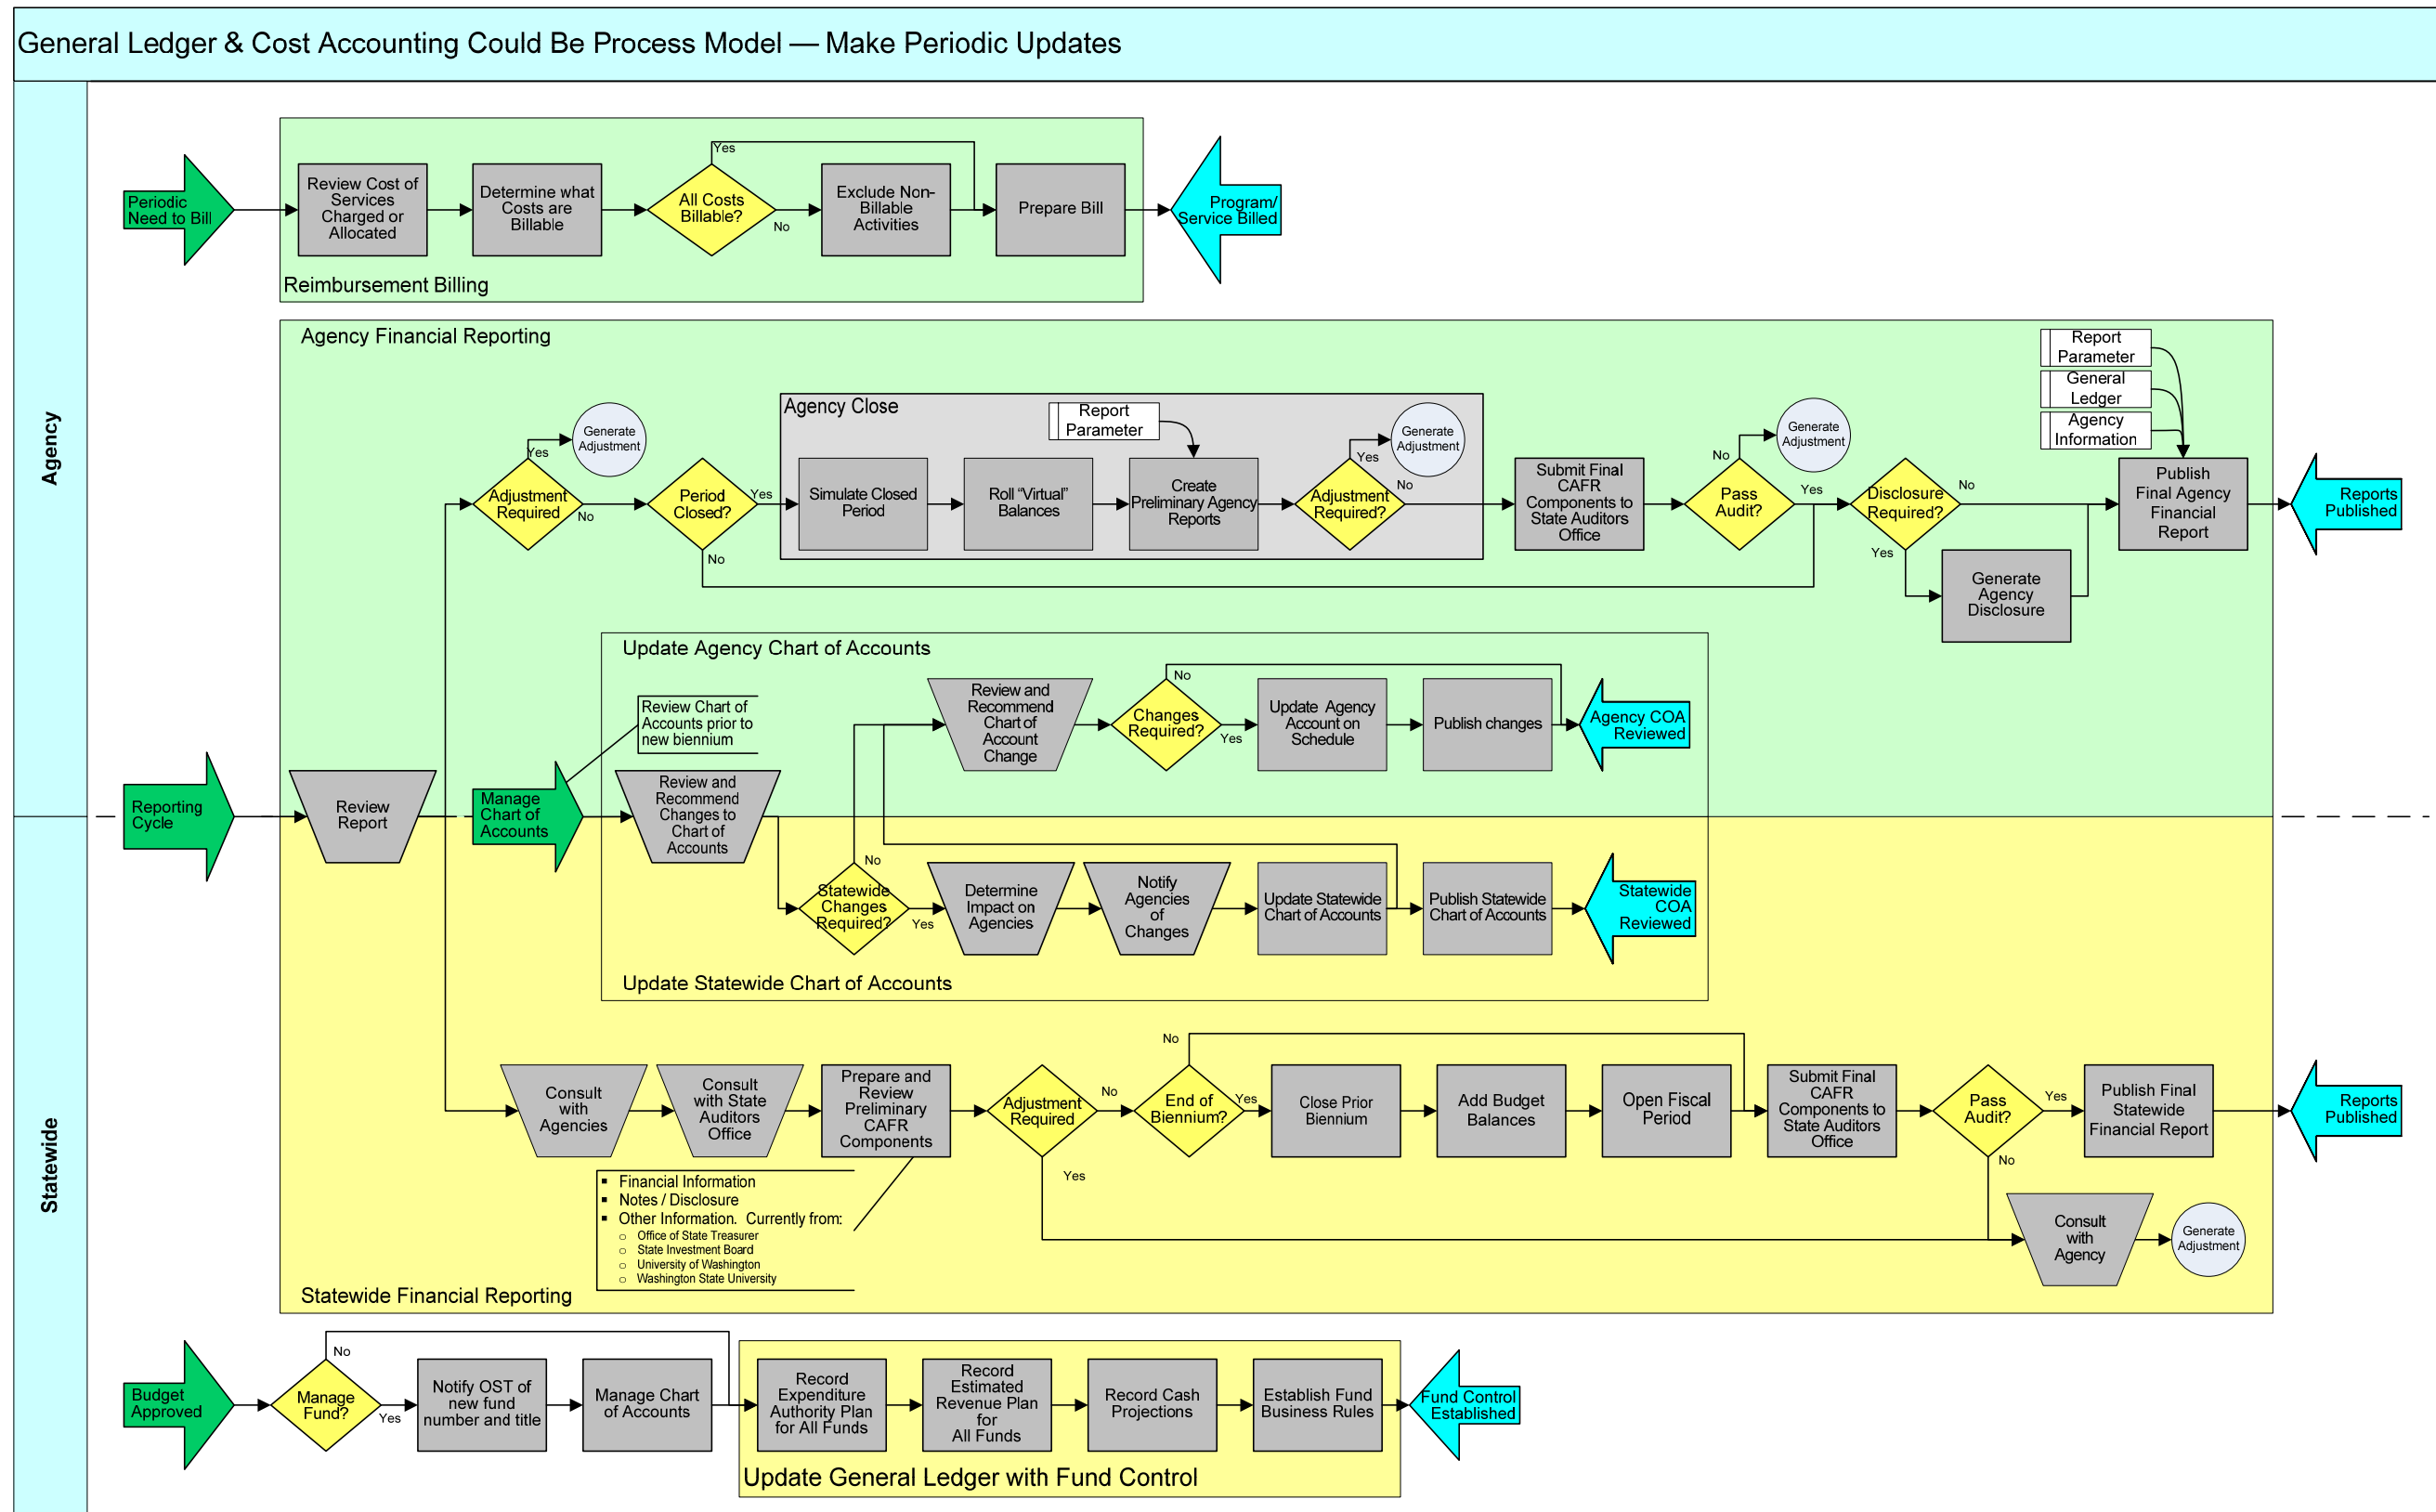 General Ledger & Cost Accounting Could Be Process Model — Make Periodic Updates
Agency
Periodic
Need to Bill
Review Cost of
Services
Charged or
Allocated
Determine what
Costs are
Billable
All Costs
Billable?
Yes
No
Exclude Non-
Billable
Activities
Prepare Bill
Program/
Service Billed
Reimbursement Billing
Agency Financial Reporting
Adjustment
Required
Yes
No
Generate
Adjustment
Period
Closed?
Yes
No
Agency Close
Simulate Closed
Period
Roll “Virtual”
Balances
Report
Parameter
Create
Preliminary Agency
Reports
Adjustment
Required?
Yes
No
Generate
Adjustment
Submit Final
CAFR
Components to
State Auditors
Office
Pass
Audit?
No
Yes
Generate
Adjustment
Disclosure
Required?
No
Yes
Generate
Agency
Disclosure
Report
Parameter
General
Ledger
Agency
Information
Publish
Final Agency
Financial
Report
Reports
Published
Update Agency Chart of Accounts
Review Chart of
Accounts prior to
new biennium
Review and
Recommend
Chart of
Account
Change
Changes
Required?
No
Yes
Update Agency
Account on
Schedule
Publish changes
Agency COA
Reviewed
Reporting
Cycle
Review
Report
Manage
Chart of
Accounts
Review and
Recommend
Changes to
Chart of
Accounts
Statewide
Statewide
Changes
Required?
No
Yes
Determine
Impact on
Agencies
Notify
Agencies
of
Changes
Update Statewide
Chart of Accounts
Publish Statewide
Chart of Accounts
Statewide
COA
Reviewed
Update Statewide Chart of Accounts
Consult
with
Agencies
Consult
with State
Auditors
Office
Prepare and
Review
Preliminary
CAFR
Components
Adjustment
Required
No
Yes
End of
Biennium?
No
Yes
Close Prior
Biennium
Add Budget
Balances
Open Fiscal
Period
Submit Final
CAFR
Components to
State Auditors
Office
Pass
Audit?
Yes
No
Publish Final
Statewide
Financial Report
Reports
Published
▪ Financial Information
▪ Notes / Disclosure
▪ Other Information. Currently from:
o Office of State Treasurer
o State Investment Board
o University of Washington
o Washington State University
Consult
with
Agency
Generate
Adjustment
Statewide Financial Reporting
Budget
Approved
Manage
Fund?
No
Yes
Notify OST of
new fund
number and title
Manage Chart
of Accounts
Record
Expenditure
Authority Plan
for All Funds
Record
Estimated
Revenue Plan
for
All Funds
Record Cash
Projections
Establish Fund
Business Rules
Fund Control
Established
Update General Ledger with Fund Control